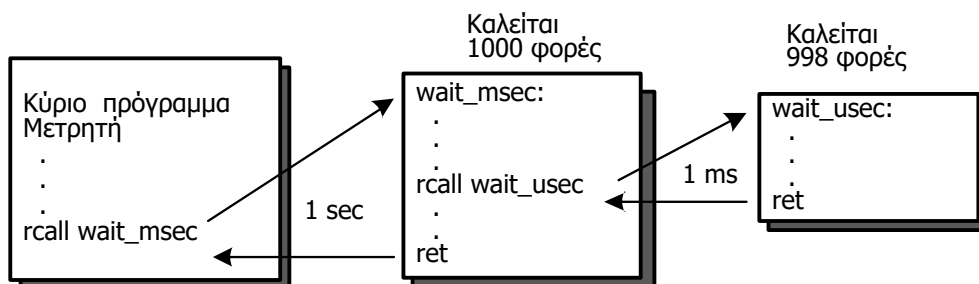 Κύριο πρόγραμμα
Μετρητή
.
.
.
rcall wait_msec
1 sec
Καλείται
1000 φορές
wait_msec:
.
.
.
rcall wait_usec
.
.
ret
1 ms
Καλείται
998 φορές
wait_usec:
.
.
.
ret